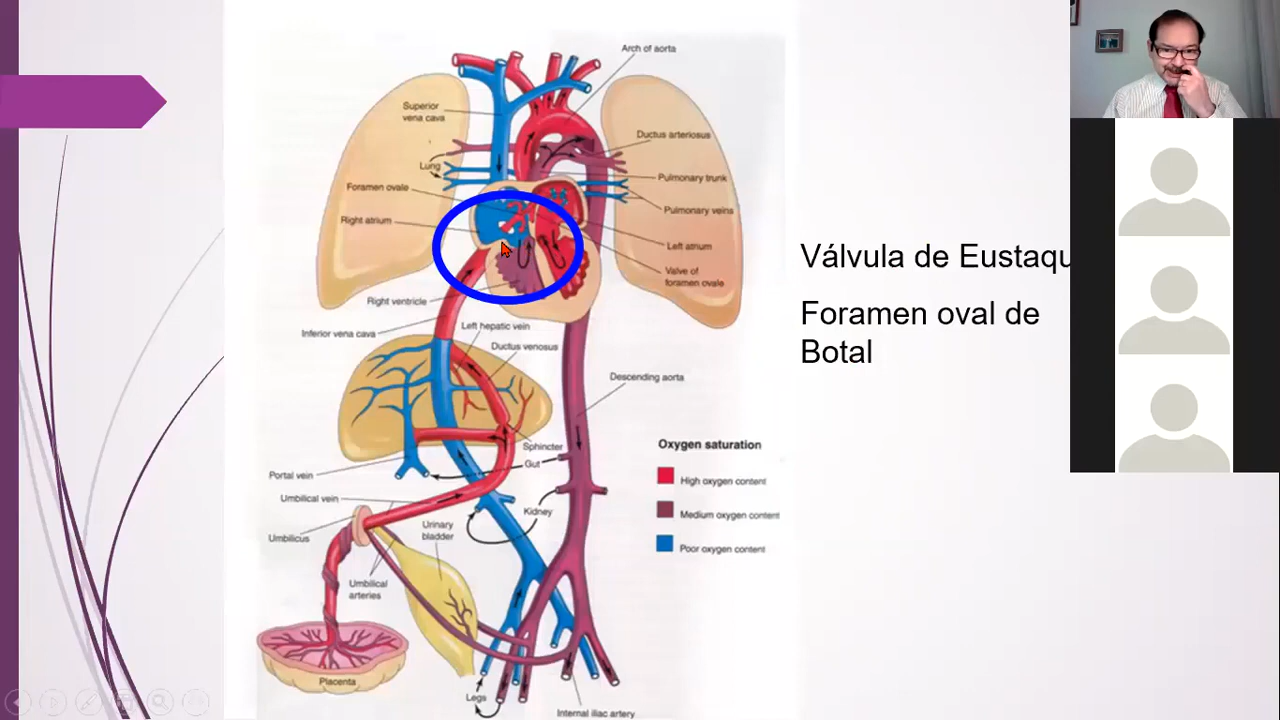 Arch of aorta
Superior
vena cava
Ductus arteriosus
Lung
Pulmonary trunk
Foramen ovale
Pulmonary veins
Right atrium
Left atrium
Valve of
foramen ovale
Right ventricle
Left hepatic vein
Inferior vena cava
Ductus venosus
Descending aorta
Sphincter
Gut
Portal vein
Umbilical vein
Kidney
Urinary
bladder
Umbilicus
Umbilical
arteries
Placenta
Legs
Internal iliac artery
Oxygen saturation
High oxygen content
Medium oxygen content
Poor oxygen content
Válvula de Eustaqu
Foramen oval de
Botal